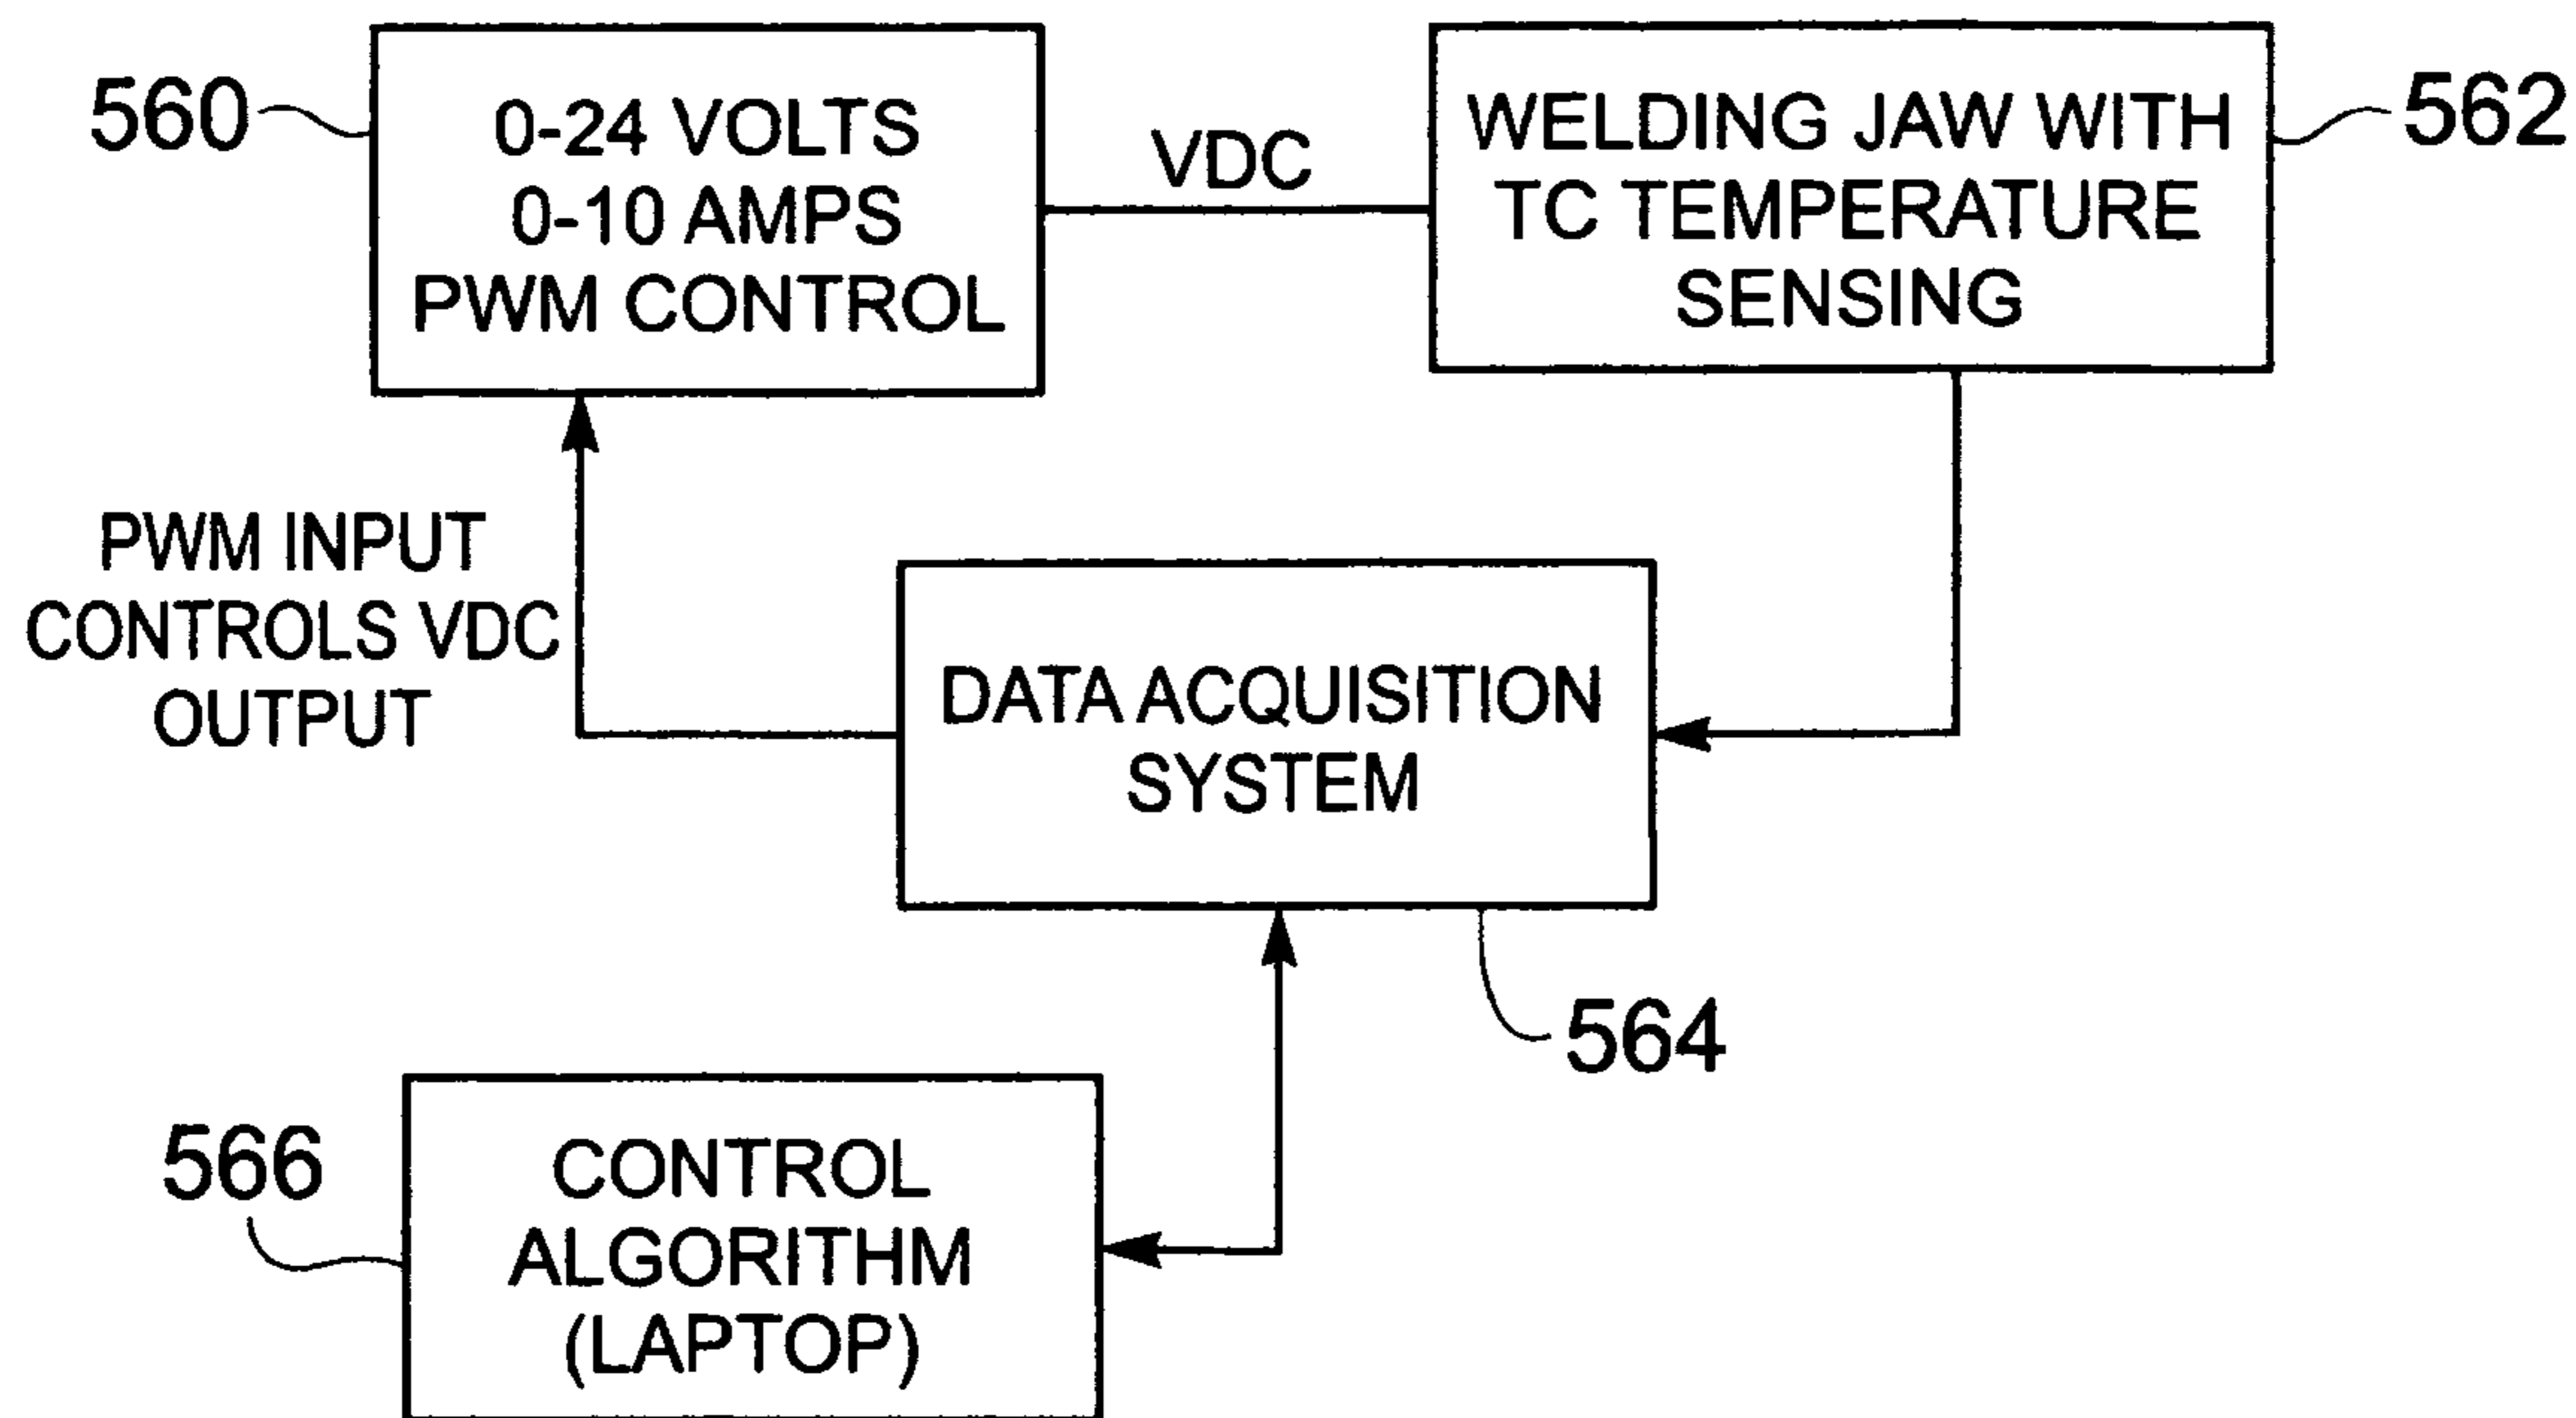 560
0-24 VOLTS
0-10 AMPS
PWM CONTROL
VDC
WELDING JAW WITH
TC TEMPERATURE
SENSING
562
PWM INPUT
CONTROLS VDC
OUTPUT
DATA ACQUISITION
SYSTEM
564
566
CONTROL
ALGORITHM
(LAPTOP)